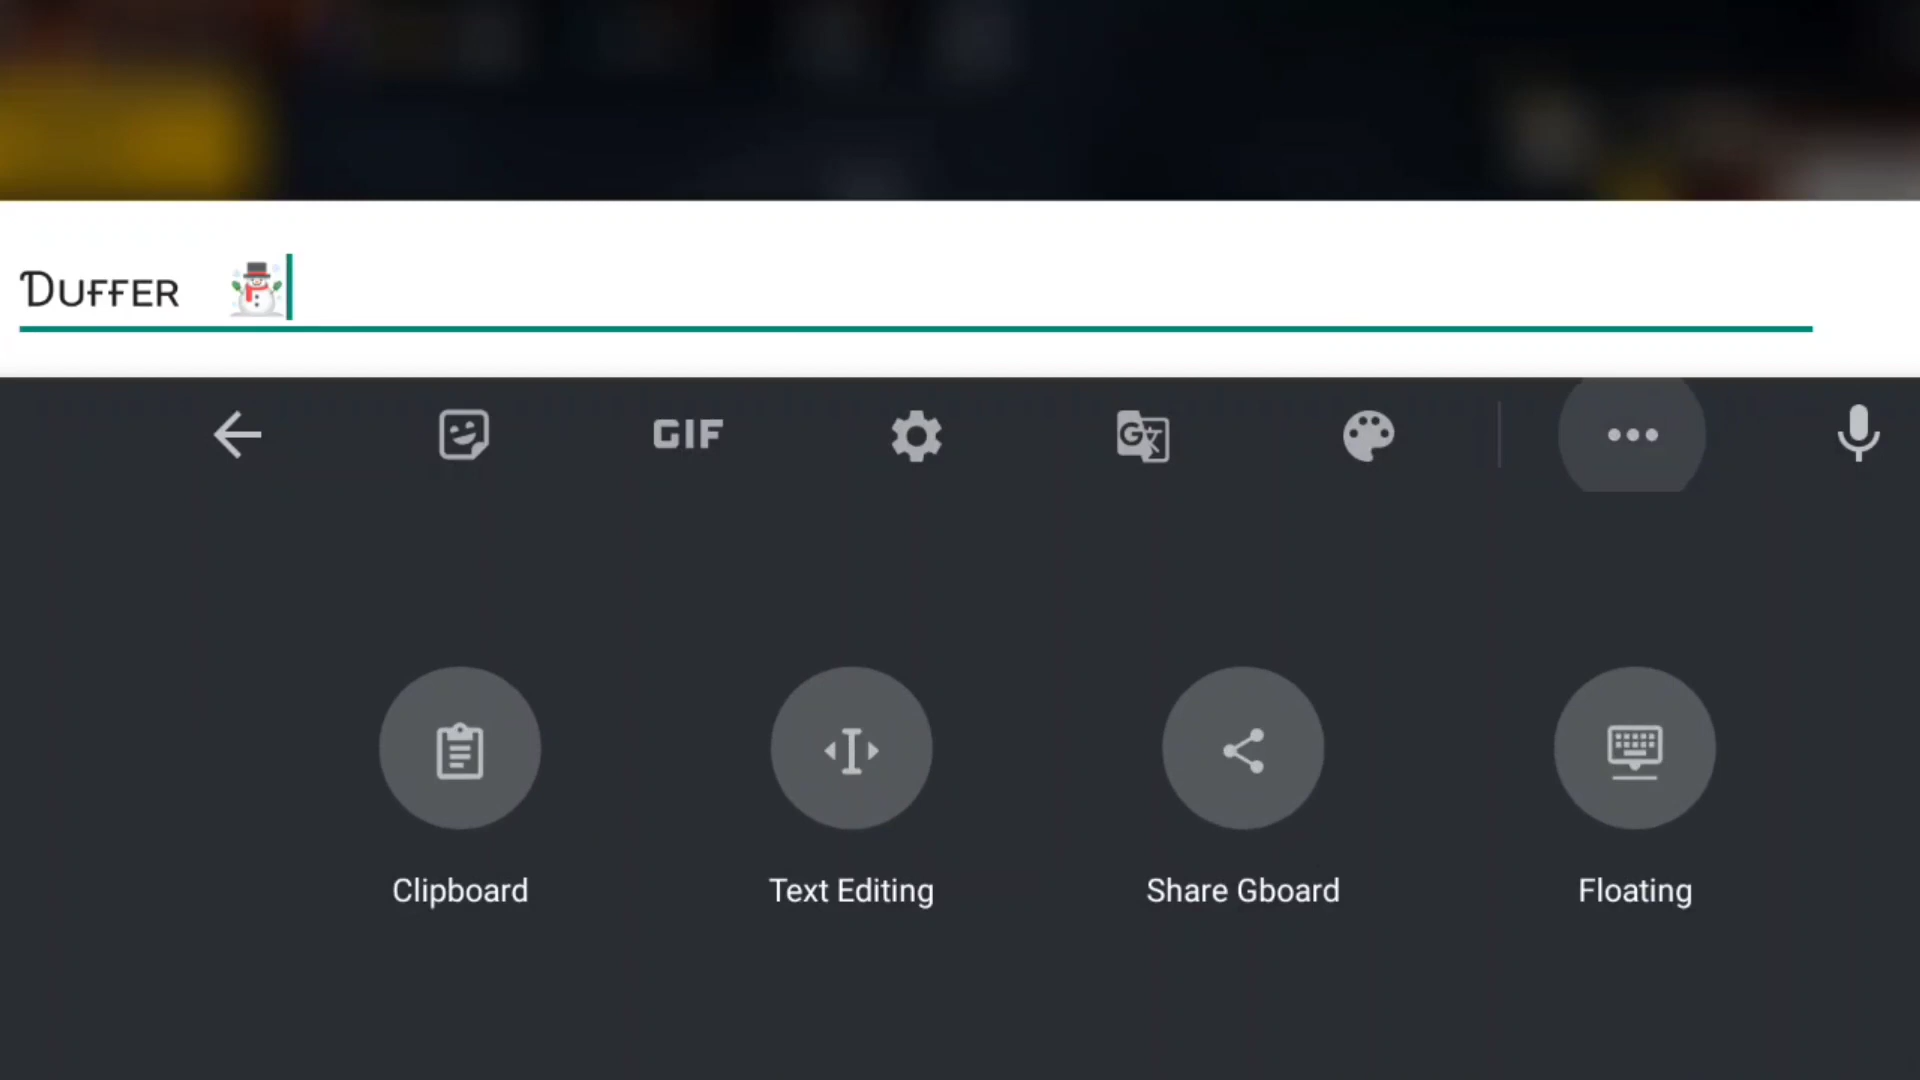 Duffer ☃️
GIF
G
Clipboard
Text Editing
Share Gboard
Floating